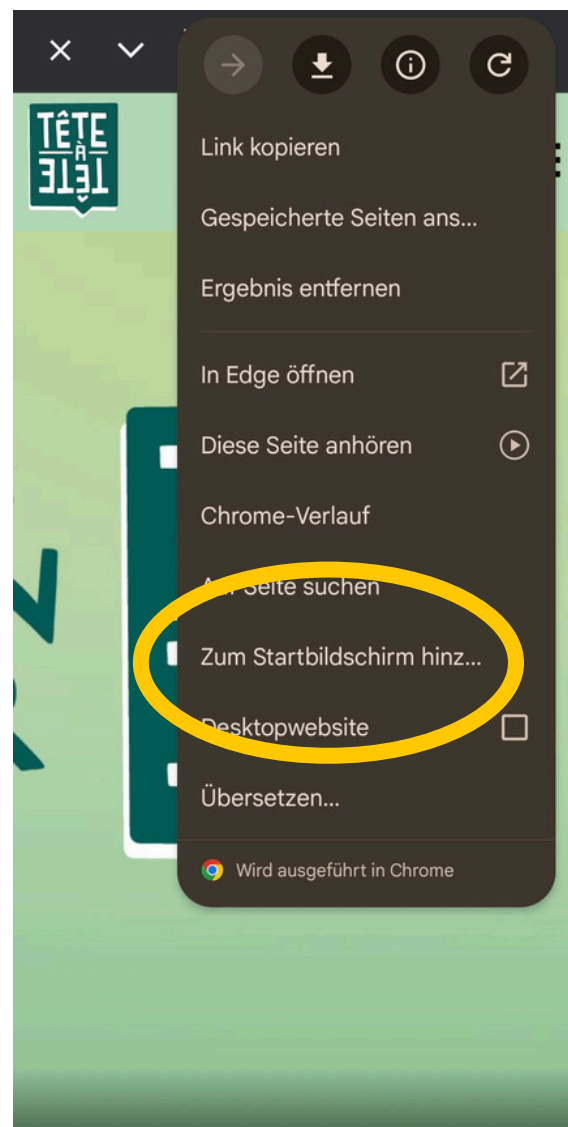 TÊTE
À
TÊTE
Link kopieren
Gespeicherte Seiten ans...
Ergebnis entfernen
In Edge öffnen
Diese Seite anhören
Chrome-Verlauf
Auf Seite suchen
Zum Startbildschirm hinz...
Desktopwebsite
Übersetzen...
Wird ausgeführt in Chrome